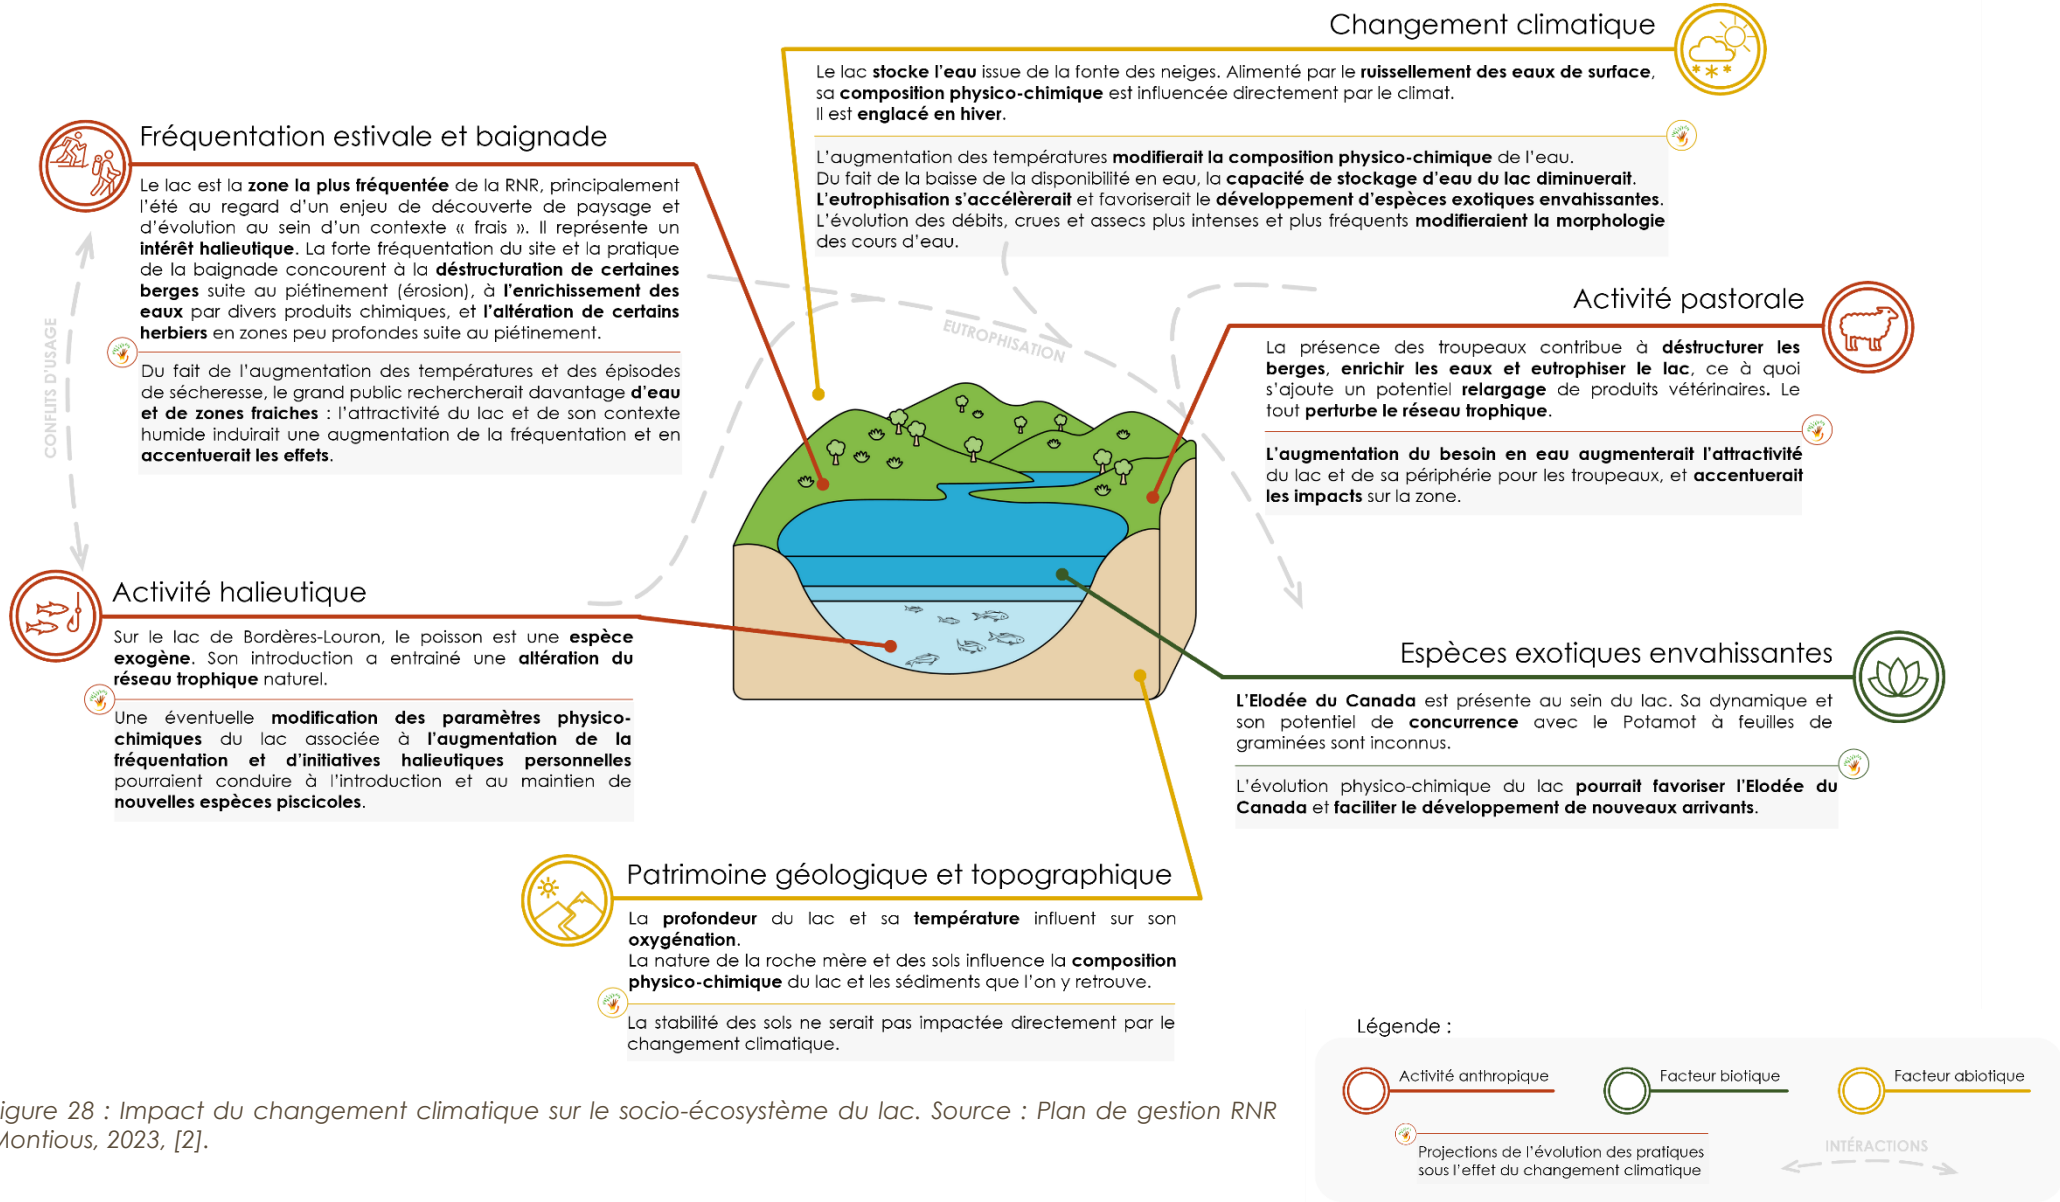 Changement climatique
Le lac stocke l'eau issue de la fonte des neiges. Alimenté par le ruissellement des eaux de surface,
sa composition physico-chimique est influencée directement par le climat.
Il est englacé en hiver.
L'augmentation des températures modifierait la composition physico-chimique de l'eau.
Du fait de la baisse de la disponibilité en eau, la capacité de stockage d'eau du lac diminuerait.
L'eutrophisation s'accélèrerait et favoriserait le développement d'espèces exotiques envahissantes.
L'évolution des débits, crues et assecs plus intenses et plus fréquents modifieraient la morphologie
des cours d'eau.
Fréquentation estivale et baignade
Le lac est la zone la plus fréquentée de la RNR, principalement
l'été au regard d'un enjeu de découverte de paysage et
d'évolution au sein d'un contexte « frais ». Il représente un
intérêt halieutique. La forte fréquentation du site et la pratique
de la baignade concourent à la déstructuration de certaines
berges suite au piétinement (érosion), à l'enrichissement des
eaux par divers produits chimiques, et l'altération de certains
herbiers en zones peu profondes suite au piétinement.
Du fait de l'augmentation des températures et des épisodes
de sécheresse, le grand public rechercherait davantage d'eau
et de zones fraiches : l'attractivité du lac et de son contexte
humide induirait une augmentation de la fréquentation et en
accentuerait les effets.
CONFLITS D'USAGE
EUTROPHISATION
Activité pastorale
La présence des troupeaux contribue à déstructurer les
berges, enrichir les eaux et eutrophiser le lac, ce à quoi
s'ajoute un potentiel relargage de produits vétérinaires. Le
tout perturbe le réseau trophique.
L'augmentation du besoin en eau augmenterait l'attractivité
du lac et de sa périphérie pour les troupeaux, et accentuerait
les impacts sur la zone.
Activité halieutique
Sur le lac de Bordères-Louron, le poisson est une espèce
exogène. Son introduction a entrainé une altération du
réseau trophique naturel.
Une éventuelle modification des paramètres physico-
chimiques du lac associée à l'augmentation de la
fréquentation et d'initiatives halieutiques personnelles
pourraient conduire à l'introduction et au maintien de
nouvelles espèces piscicoles.
Espèces exotiques envahissantes
L'Elodée du Canada est présente au sein du lac. Sa dynamique et
son potentiel de concurrence avec le Potamot à feuilles de
graminées sont inconnus.
L'évolution physico-chimique du lac pourrait favoriser l'Elodée du
Canada et faciliter le développement de nouveaux arrivants.
Patrimoine géologique et topographique
La profondeur du lac et sa température influent sur son
oxygénation.
La nature de la roche mère et des sols influence la composition
physico-chimique du lac et les sédiments que l'on y retrouve.
La stabilité des sols ne serait pas impactée directement par le
changement climatique.
Légende :
Activité anthropique
Facteur biotique
Facteur abiotique
Projections de l'évolution des pratiques
sous l'effet du changement climatique
INTÉRACTIONS
igure 28 : Impact du changement climatique sur le socio-écosystème du lac. Source : Plan de gestion RNR
Montious, 2023, [2].